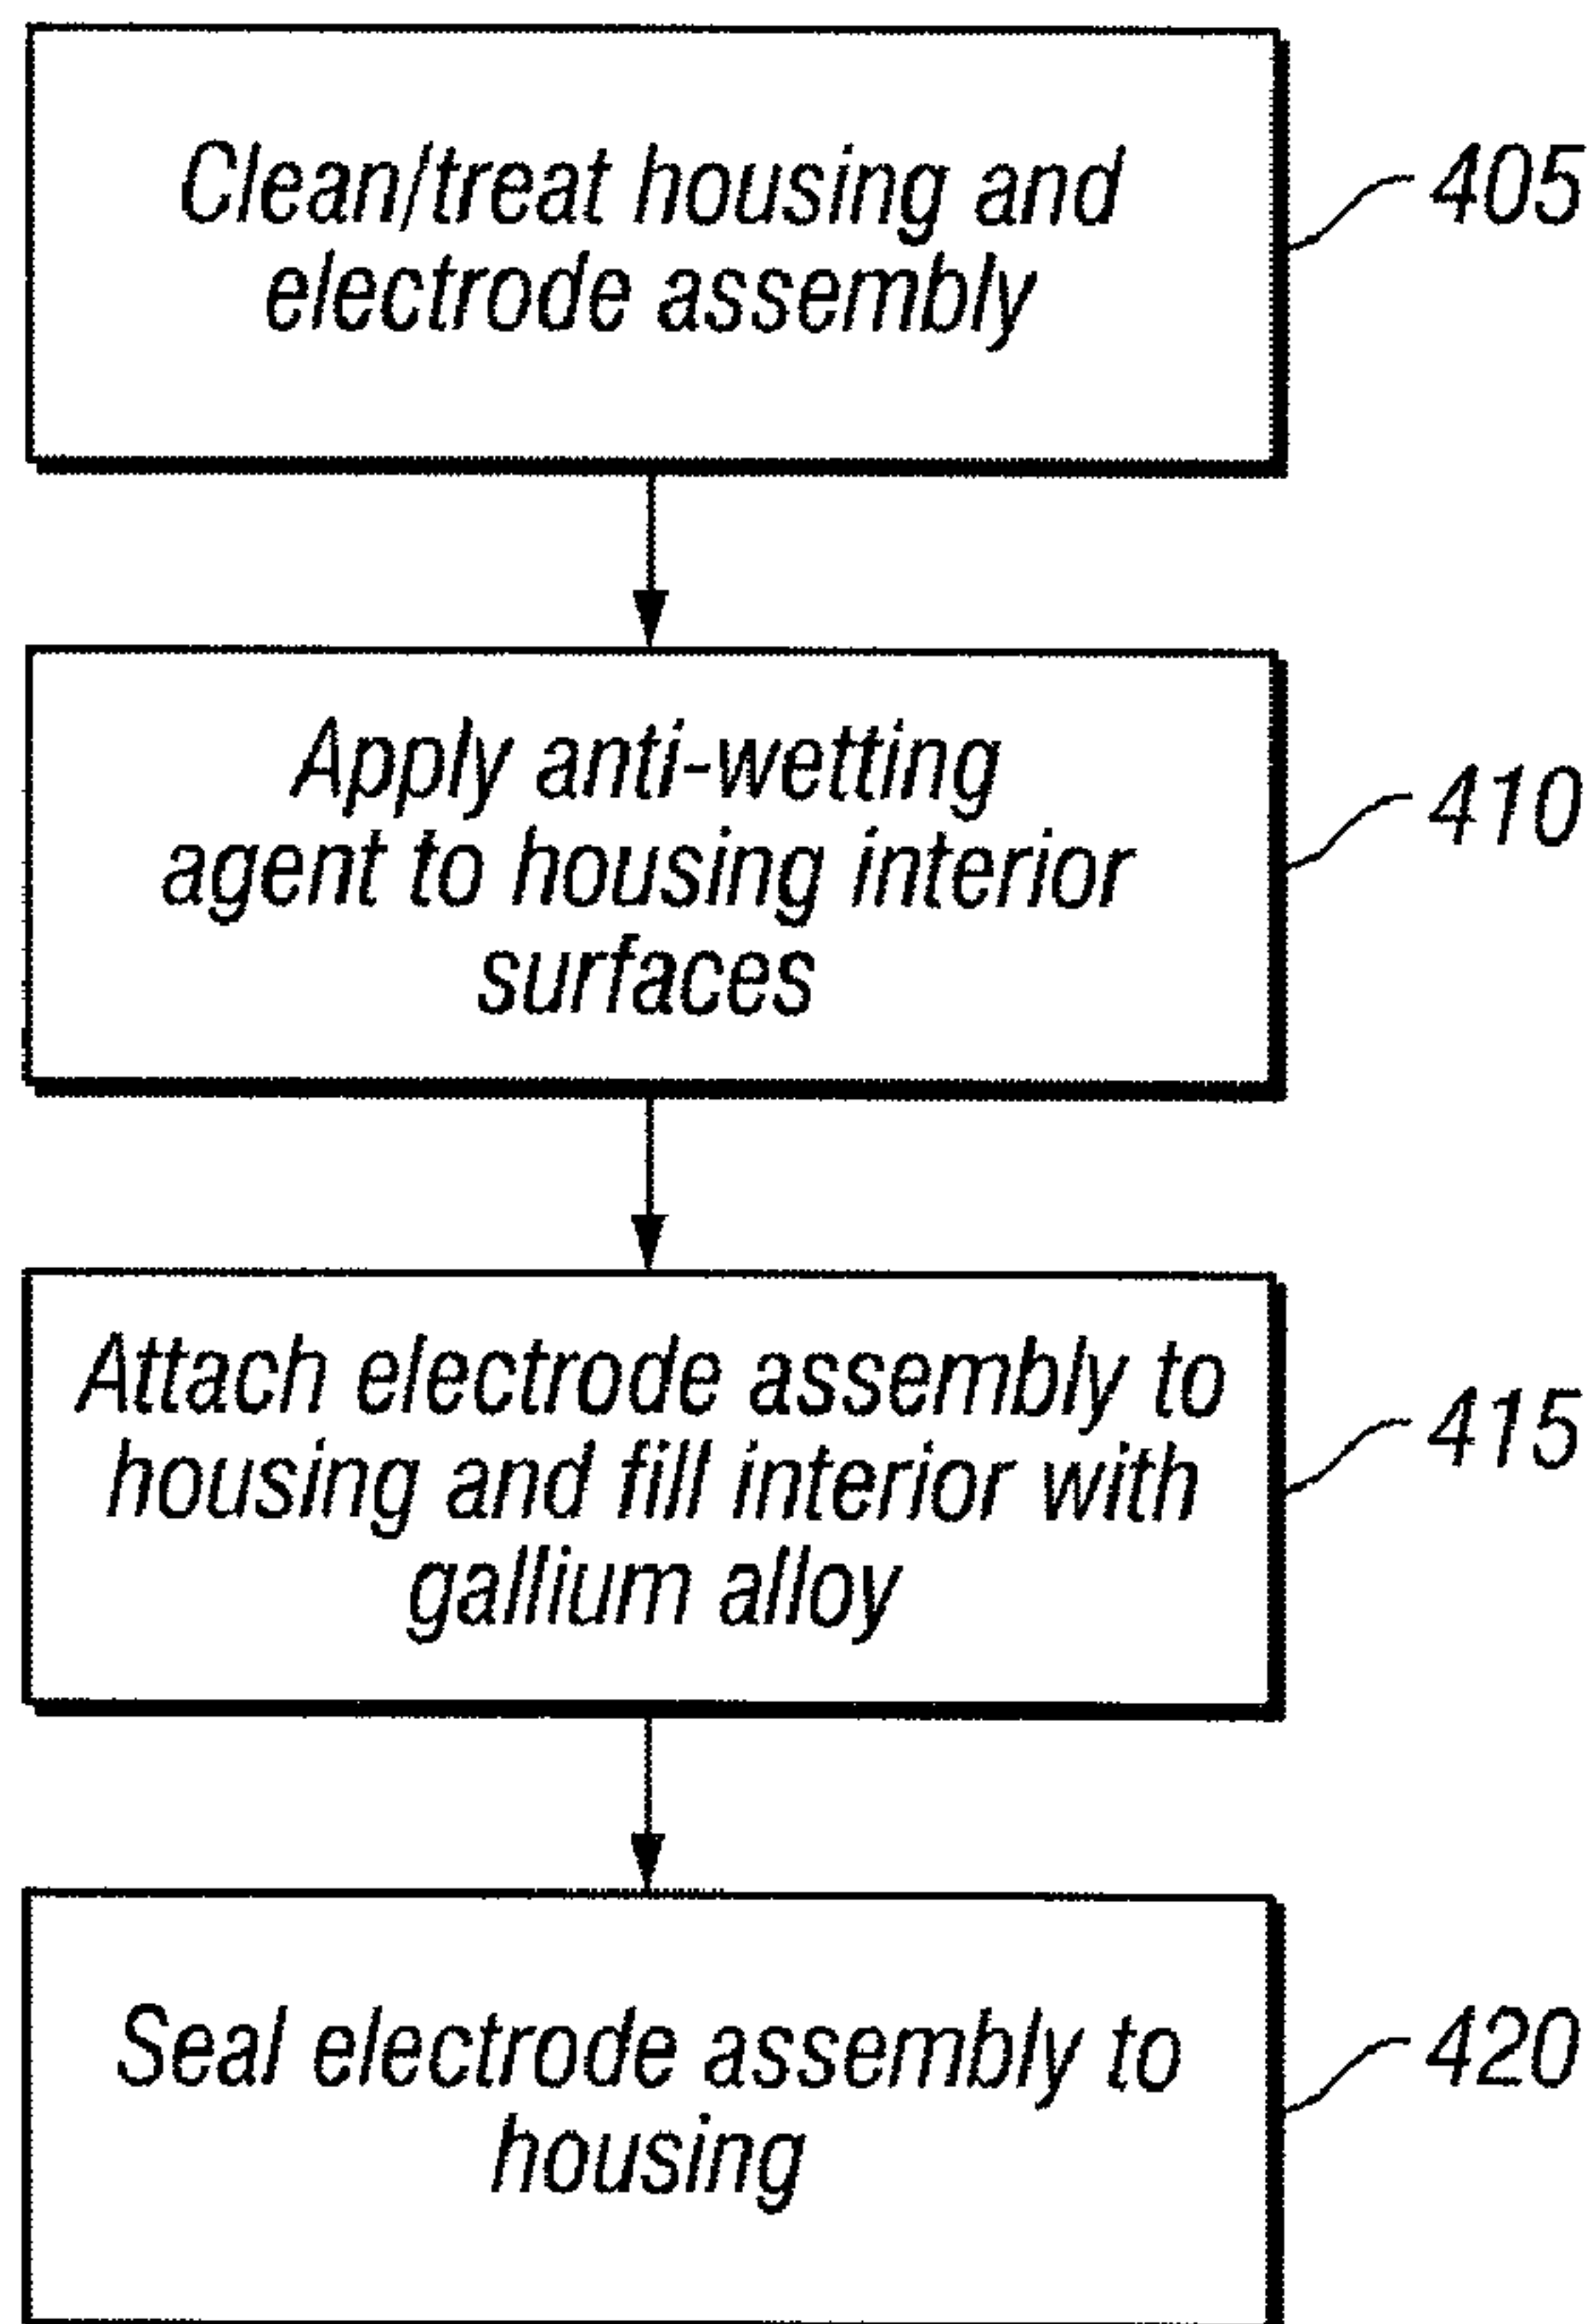 Clean/treat housing and
electrode assembly
405
Apply anti-wetting
agent to housing interior
surfaces
410
Attach electrode assembly to
housing and fill interior with
gallium alloy
415
Seal electrode assembly to
housing
420